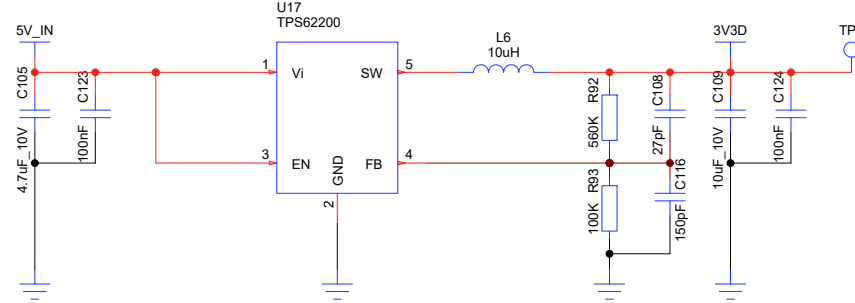 U17
TPS62200
5V_IN
L6
10uH
3V3D
TP
1
Vi
SW
5
C105
4.7uF_10V
C123
100nF
R92
560K
C108
27pF
C109
10uF_10V
C124
100nF
3
EN
FB
4
GND
2
R93
100K
C116
150pF